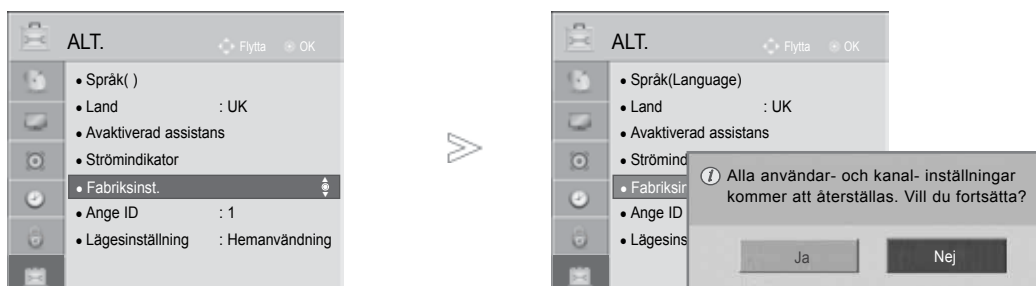 ALT.
Flytta OK
• Språk( )
• Land : UK
• Avaktiverad assistans
• Strömindikator
• Fabriksinst.
• Ange ID : 1
• Lägesinställning : Hemanvändning
ALT.
Flytta OK
• Språk(Language)
• Land : UK
• Avaktiverad assistans
• Strömind
• Fabriksin
• Ange ID
• Lägesins
Alla användar- och kanal- inställningar
kommer att återställas. Vill du fortsätta?
Ja Nej